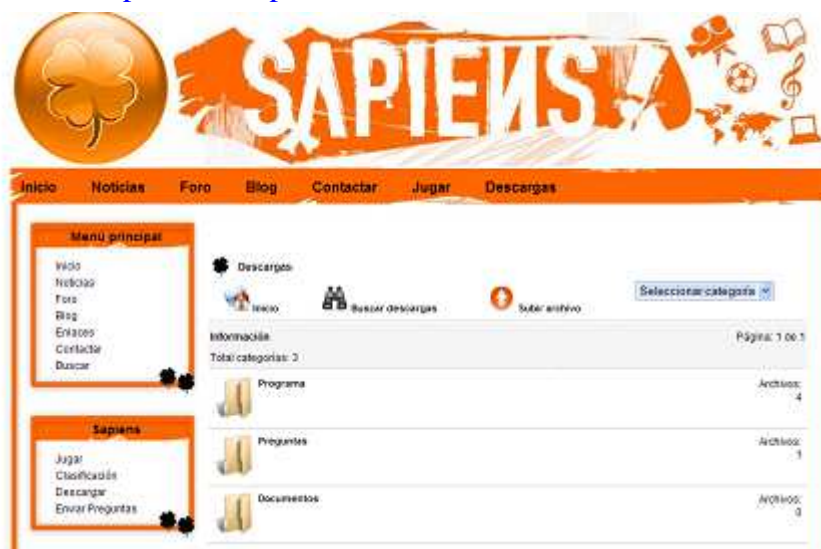 SAPIENS!
Inicio Noticias Foro Blog Contactar Jugar Descargas
Menú principal
Inicio
Noticias
Foro
Blog
Enlaces
Contactar
Buscar
Sapiens
Jugar
Clasificación
Descargar
Enviar Preguntas
Descargas
Inicio Buscar descargas Subir archivo Seleccionar categoría
Información Página: 1 de 1
Total categorías: 3
Programa Archivos:
4
Preguntas Archivos:
1
Documentos Archivos:
0